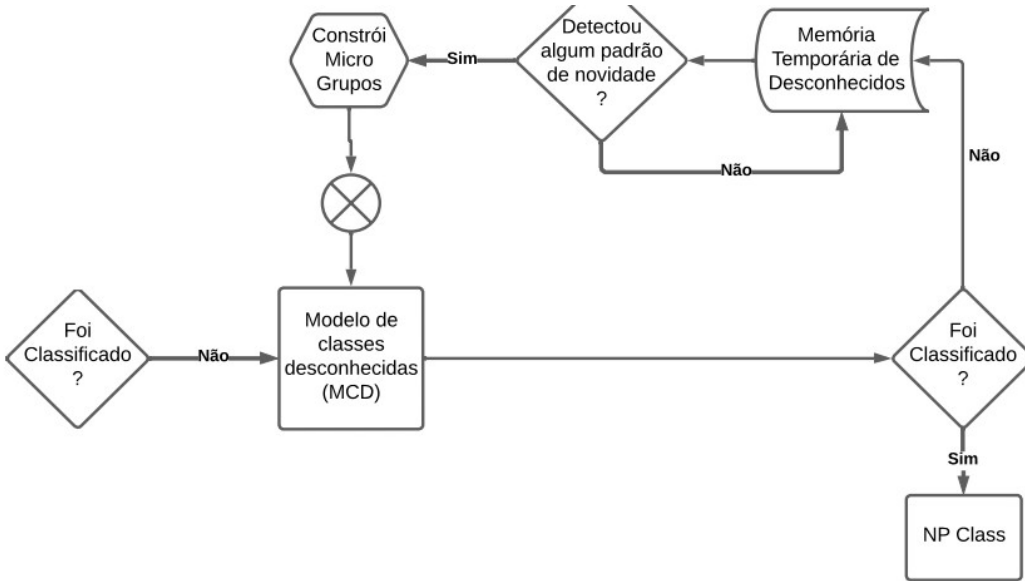 Constrói
Micro
Grupos
Sim
Detectou
algum padrão
de novidade
?
Memória
Temporária de
Desconhecidos
Não
Não
Foi
Classificado
?
Não
Modelo de
classes
desconhecidas
(MCD)
Foi
Classificado
?
Sim
NP Class